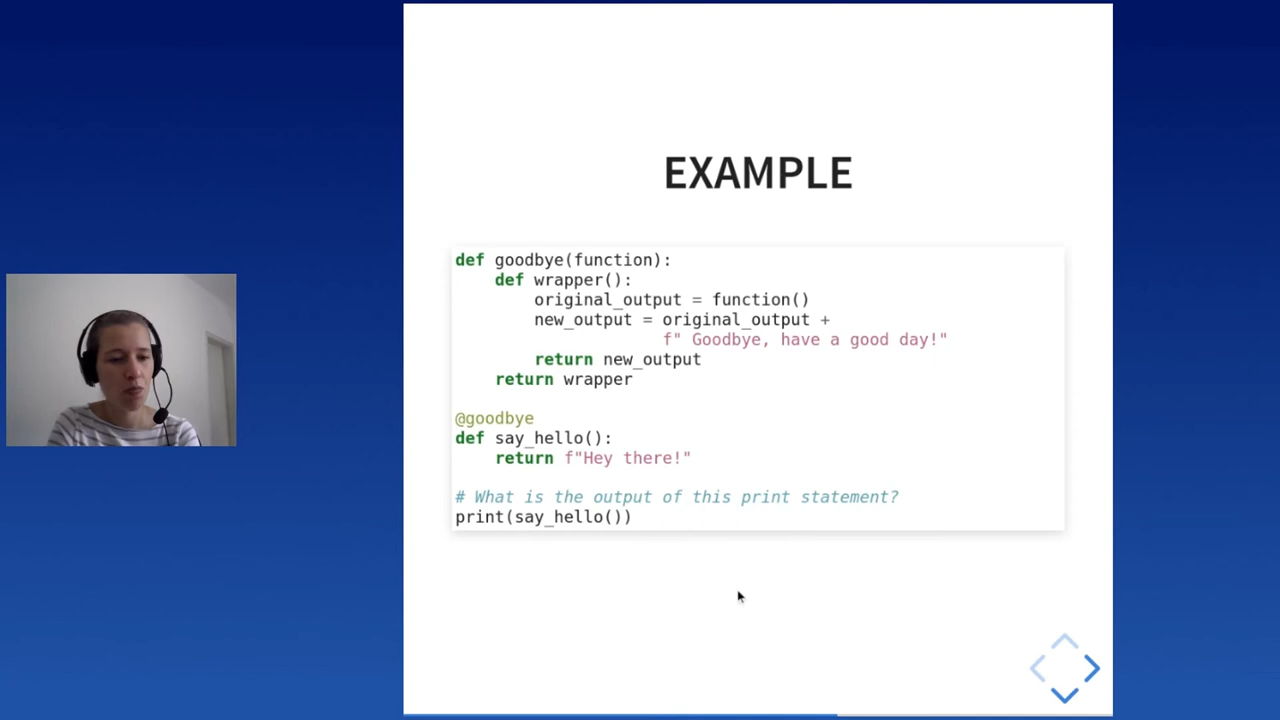 EXAMPLE
def goodbye(function):
    def wrapper():
        original_output = function()
        new_output = original_output +
                     f" Goodbye, have a good day!"
        return new_output
    return wrapper

@goodbye
def say_hello():
    return f"Hey there!"

# What is the output of this print statement?
print(say_hello())